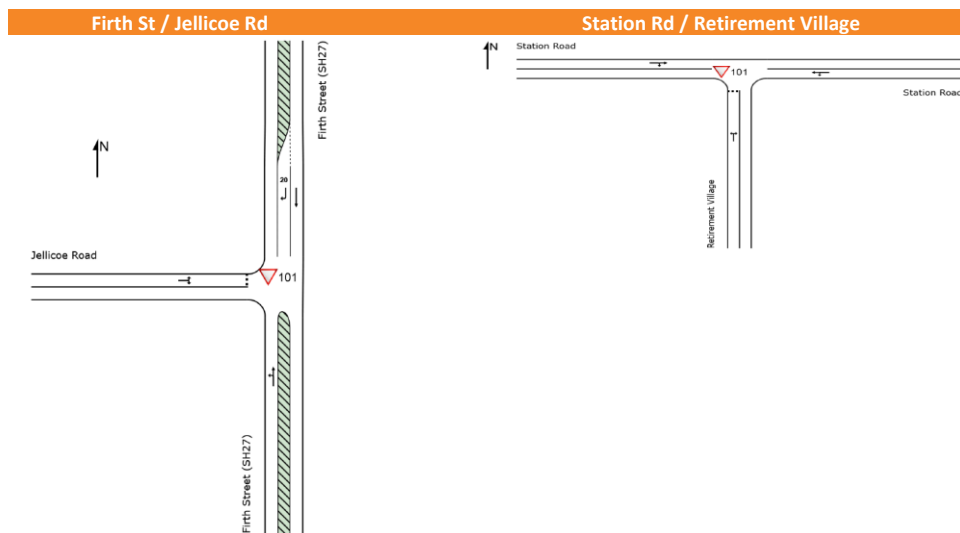 Firth St / Jellicoe Rd
Station Rd / Retirement Village
N
Firth Street (SH27)
20
Jellicoe Road
101
Firth Street (SH27)
N
Station Road
101
Station Road
Retirement Village